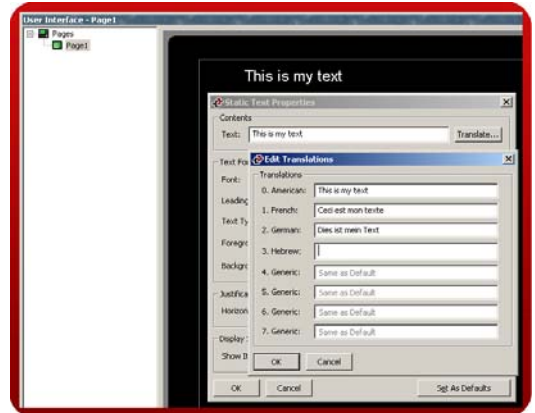 User Interface - Page1
Pages
Page1
This is my text
Static Text Properties
Contents
Text: This is my text Translate...
Edit Translations
Translations
0. American: This is my text
1. French: Ceci est mon texte
2. German: Dies ist mein Text
3. Hebrew:
4. Generic: Same as Default
5. Generic: Same as Default
6. Generic: Same as Default
7. Generic: Same as Default
OK Cancel
Text Fo
Font:
Leading
Text Ty
Foregro
Backgro
Justifica
Horizon
Display
Show
OK Cancel Set As Defaults